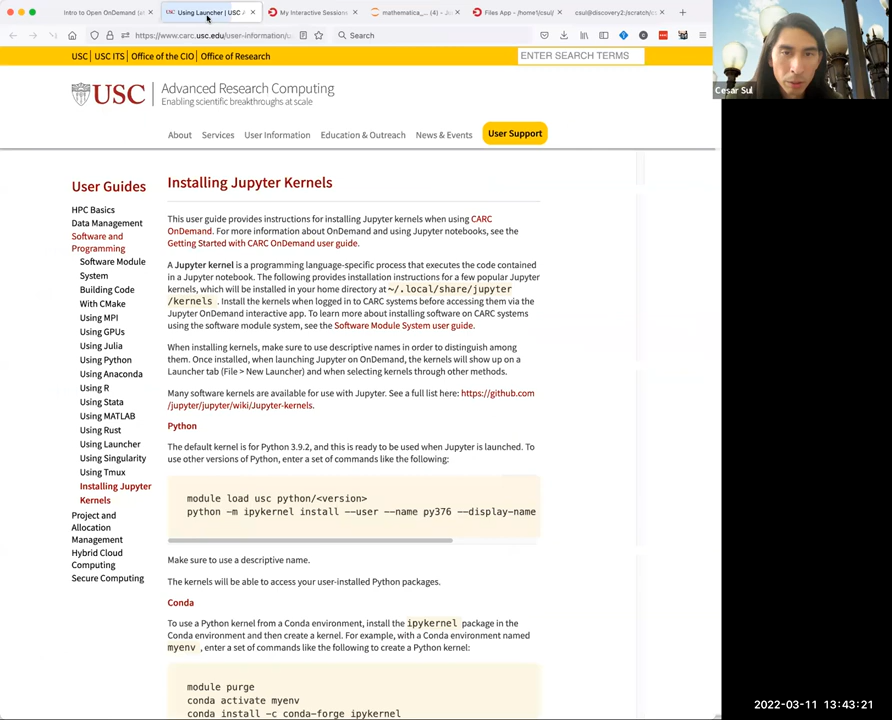 Intro to Open OnDemand (at
Using Launcher | USC A
My Interactive Sessions
mathematica_... (4) - Ju
Files App - /home1/csul/
csul@discovery2:/scratch/cs
https://www.carc.usc.edu/user-information/u
Search
USC | USC ITS | Office of the CIO | Office of Research
ENTER SEARCH TERMS
USC Advanced Research Computing
Enabling scientific breakthroughs at scale
About Services User Information Education & Outreach News & Events User Support
User Guides
HPC Basics
Data Management
Software and
Programming
Software Module
System
Building Code
With CMake
Using MPI
Using GPUs
Using Julia
Using Python
Using Anaconda
Using R
Using Stata
Using MATLAB
Using Rust
Using Launcher
Using Singularity
Using Tmux
Installing Jupyter
Kernels
Project and
Allocation
Management
Hybrid Cloud
Computing
Secure Computing
Installing Jupyter Kernels
This user guide provides instructions for installing Jupyter kernels when using CARC
OnDemand. For more information about OnDemand and using Jupyter notebooks, see the
Getting Started with CARC OnDemand user guide.
A Jupyter kernel is a programming language-specific process that executes the code contained
in a Jupyter notebook. The following provides installation instructions for a few popular Jupyter
kernels, which will be installed in your home directory at ~/.local/share/jupyter
/kernels . Install the kernels when logged in to CARC systems before accessing them via the
Jupyter OnDemand interactive app. To learn more about installing software on CARC systems
using the software module system, see the Software Module System user guide.
When installing kernels, make sure to use descriptive names in order to distinguish among
them. Once installed, when launching Jupyter on OnDemand, the kernels will show up on a
Launcher tab (File > New Launcher) and when selecting kernels through other methods.
Many software kernels are available for use with Jupyter. See a full list here: https://github.com
/jupyter/jupyter/wiki/Jupyter-kernels.
Python
The default kernel is for Python 3.9.2, and this is ready to be used when Jupyter is launched. To
use other versions of Python, enter a set of commands like the following:
module load usc python/<version>
python -m ipykernel install --user --name py376 --display-name
Make sure to use a descriptive name.
The kernels will be able to access your user-installed Python packages.
Conda
To use a Python kernel from a Conda environment, install the ipykernel package in the
Conda environment and then create a kernel. For example, with a Conda environment named
myenv , enter a set of commands like the following to create a Python kernel:
module purge
conda activate myenv
conda install -c conda-forge ipykernel
Cesar Sul
2022-03-11 13:43:21